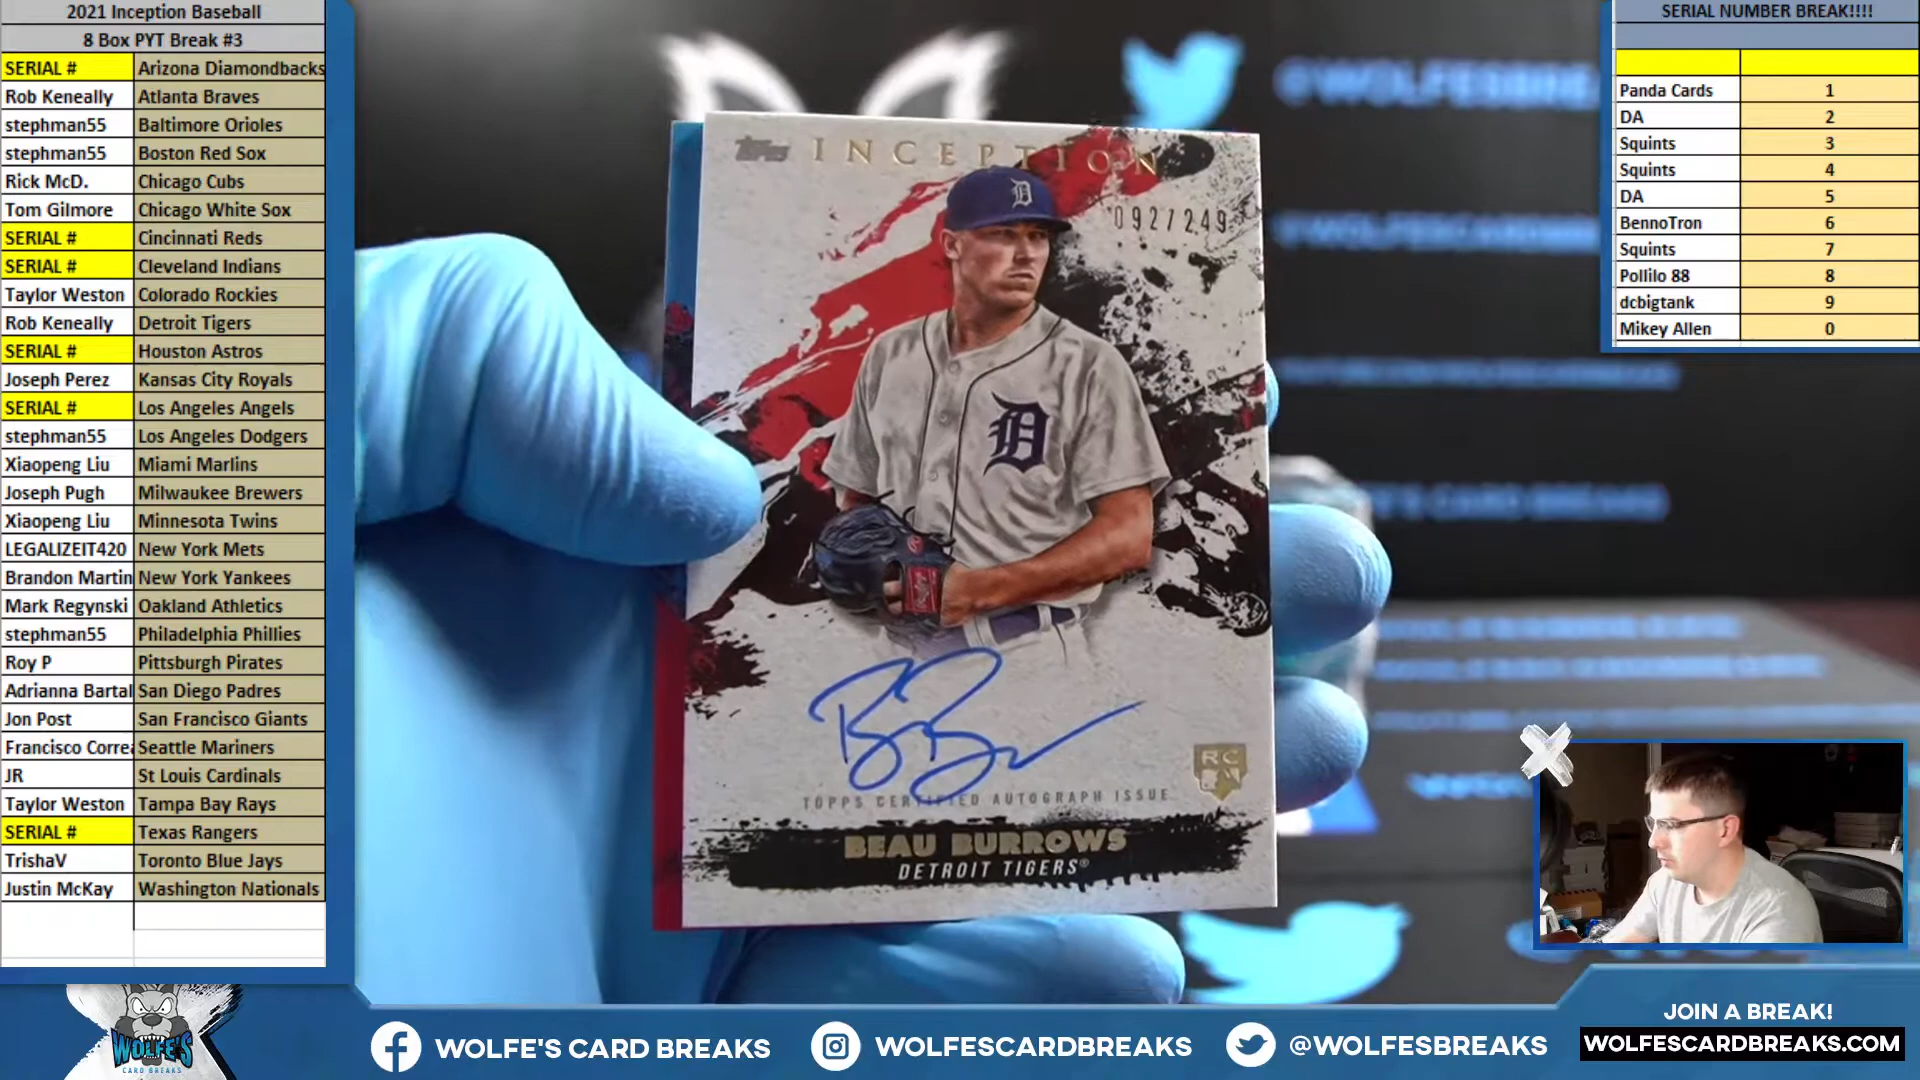 2021 Inception Baseball
8 Box PYT Break #3
SERIAL # Arizona Diamondbacks
Rob Keneally Atlanta Braves
stephman55 Baltimore Orioles
stephman55 Boston Red Sox
Rick McD. Chicago Cubs
Tom Gilmore Chicago White Sox
SERIAL # Cincinnati Reds
SERIAL # Cleveland Indians
Taylor Weston Colorado Rockies
Rob Keneally Detroit Tigers
SERIAL # Houston Astros
Joseph Perez Kansas City Royals
SERIAL # Los Angeles Angels
stephman55 Los Angeles Dodgers
Xiaopeng Liu Miami Marlins
Joseph Pugh Milwaukee Brewers
Xiaopeng Liu Minnesota Twins
LEGALIZEIT420 New York Mets
Brandon Martin New York Yankees
Mark Regynski Oakland Athletics
stephman55 Philadelphia Phillies
Roy P Pittsburgh Pirates
Adrianna Bartal San Diego Padres
Jon Post San Francisco Giants
Francisco Correa Seattle Mariners
JR St Louis Cardinals
Taylor Weston Tampa Bay Rays
SERIAL # Texas Rangers
TrishaV Toronto Blue Jays
Justin McKay Washington Nationals
Topps INCEPTION
092/249
D
D
TOPPS CERTIFIED AUTOGRAPH ISSUE
RC
BEAU BURROWS
DETROIT TIGERS®
@WOLFESBREAKS
SERIAL NUMBER BREAK!!!!
Panda Cards 1
DA 2
Squints 3
Squints 4
DA 5
BennoTron 6
Squints 7
Pollilo 88 8
dcbigtank 9
Mikey Allen 0
WOLFE'S
CARD BREAKS
WOLFE'S CARD BREAKS
WOLFESCARDBREAKS
@WOLFESBREAKS
JOIN A BREAK!
WOLFESCARDBREAKS.COM